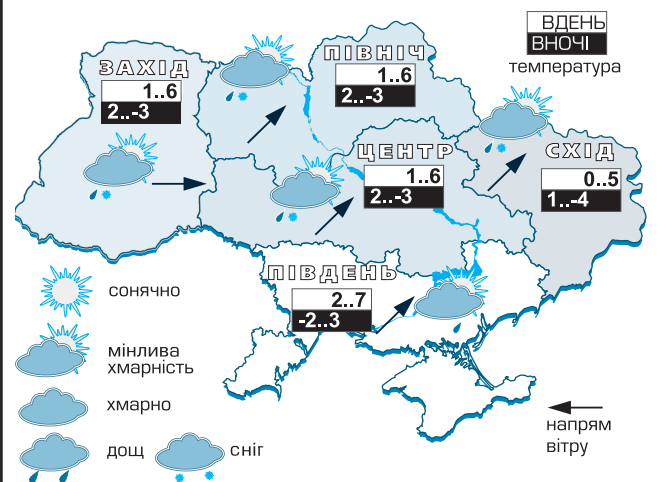 ВДЕНЬ
ВНОЧІ
температура
ЗАХІД
1..6
2..-3
ПІВНІЧ
1..6
2..-3
ЦЕНТР
1..6
2..-3
СХІД
0..5
1..-4
ПІВДЕНЬ
2..7
-2..3
сонячно
мінлива
хмарність
хмарно
дощ
сніг
напрям
вітру